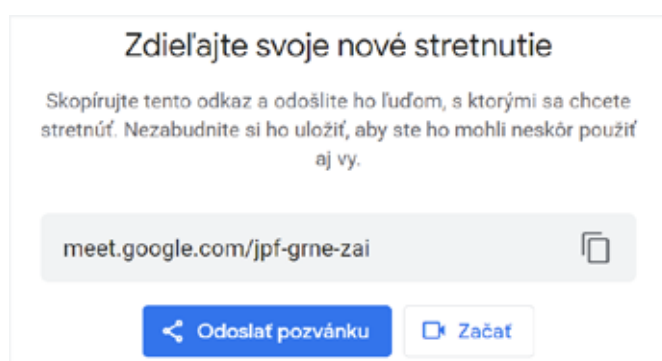 Zdieľajte svoje nové stretnutie
Skopírujte tento odkaz a odošlite ho ľuďom, s ktorými sa chcete
stretnúť. Nezabudnite si ho uložiť, aby ste ho mohli neskôr použiť
aj vy.
meet.google.com/jpf-grne-zai
Odoslať pozvánku Začať